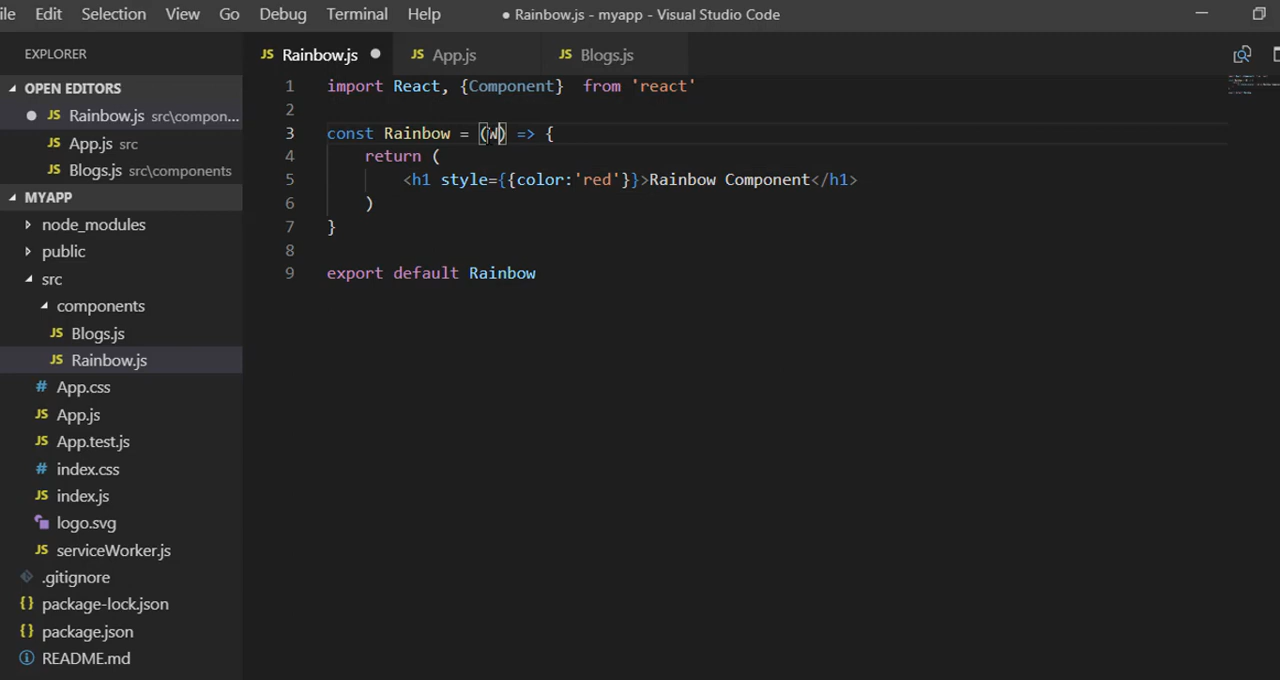 ile Edit Selection View Go Debug Terminal Help ● Rainbow.js - myapp - Visual Studio Code
EXPLORER
OPEN EDITORS
JS Rainbow.js src\compon...
JS App.js src
JS Blogs.js src\components
MYAPP
node_modules
public
src
components
JS Blogs.js
JS Rainbow.js
# App.css
JS App.js
JS App.test.js
# index.css
JS index.js
logo.svg
JS serviceWorker.js
.gitignore
{} package-lock.json
{} package.json
README.md
JS Rainbow.js ● JS App.js JS Blogs.js
1 import React, {Component}  from 'react'
2
3 const Rainbow = (W) => {
4 return (
5 <h1 style={{color:'red'}}>Rainbow Component</h1>
6 )
7 }
8
9 export default Rainbow